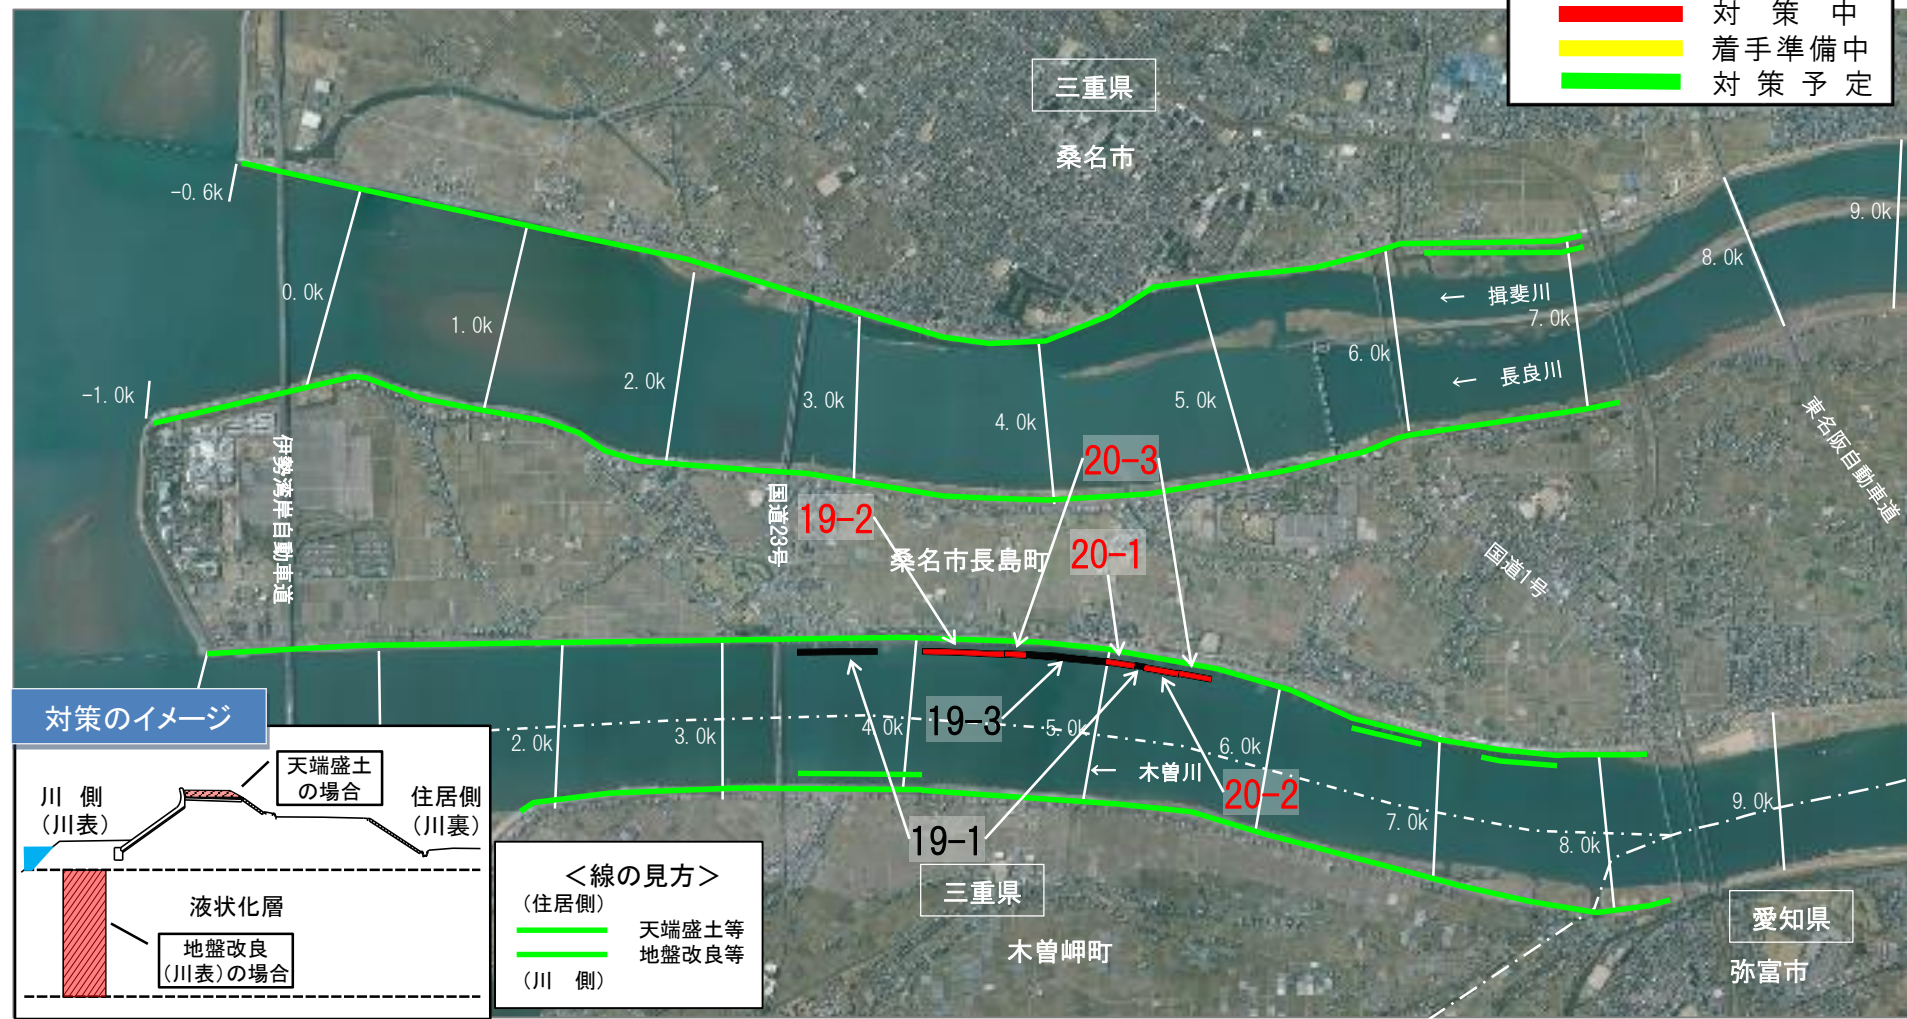 対策中
着手準備中
対策予定
三重県
桑名市
-0.6k
0.0k
1.0k
2.0k
3.0k
4.0k
5.0k
6.0k
7.0k
8.0k
9.0k
← 揖斐川
← 長良川
-1.0k
伊勢湾岸自動車道
国道23号
東名阪自動車道
国道1号
19-2
20-3
20-1
桑名市長島町
19-3
20-2
19-1
2.0k
3.0k
4.0k
5.0k
6.0k
7.0k
8.0k
9.0k
← 木曽川
三重県
木曽岬町
愛知県
弥富市
対策のイメージ
天端盛土
の場合
川側
(川表)
住居側
(川裏)
液状化層
地盤改良
(川表)の場合
<線の見方>
(住居側)
天端盛土等
地盤改良等
(川側)